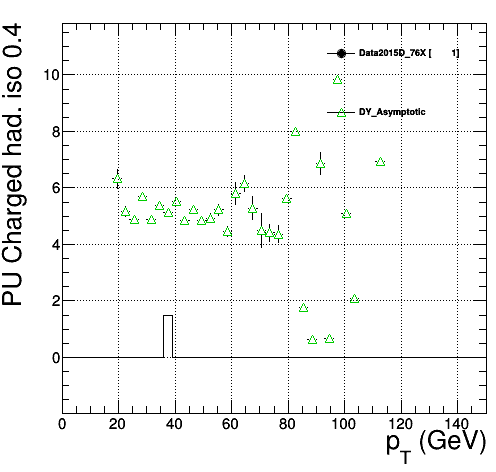 PU Charged had. iso 0.4
10
8
6
4
2
0
0 20 40 60 80 100 120 140
p_T (GeV)
Data2015D_76X [ 1]
DY_Asymptotic